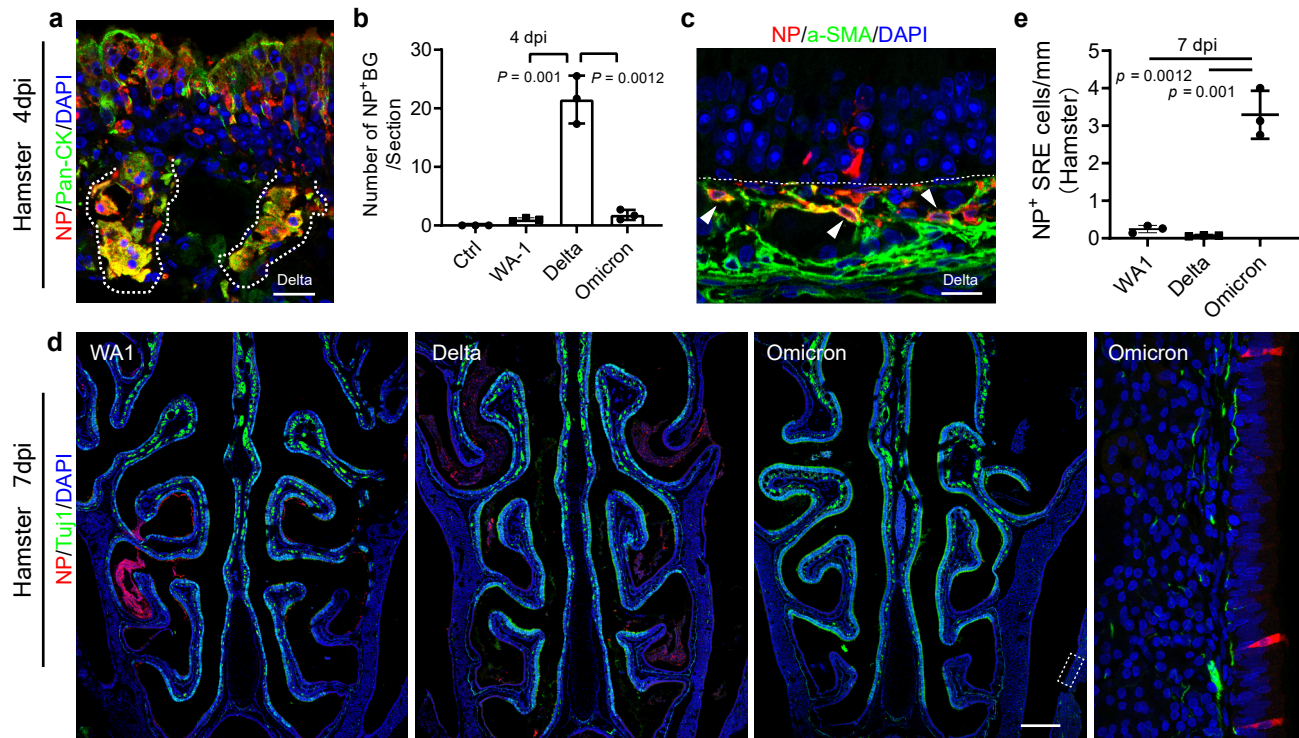 a
Hamster 4dpi
NP/Pan-CK/DAPI
Delta
b
4 dpi
P = 0.001
P = 0.0012
Number of NP⁺BG
/Section
30
20
10
0
Ctrl
WA-1
Delta
Omicron
c
NP/a-SMA/DAPI
Delta
e
7 dpi
p = 0.0012
p = 0.001
NP⁺ SRE cells/mm
(Hamster)
5
4
3
2
1
0
WA1
Delta
Omicron
d
Hamster 7dpi
NP/Tuj1/DAPI
WA1
Delta
Omicron
Omicron